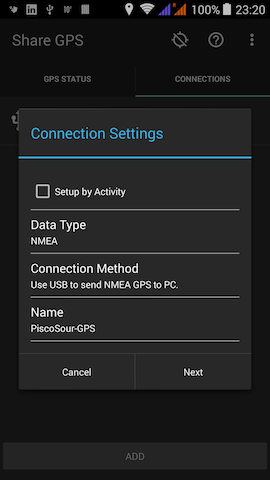 10°
100%
23:20
Share GPS
GPS STATUS
CONNECTIONS
Connection Settings
Setup by Activity
Data Type
NMEA
Connection Method
Use USB to send NMEA GPS to PC.
Name
PiscoSour-GPS
Cancel
Next
ADD